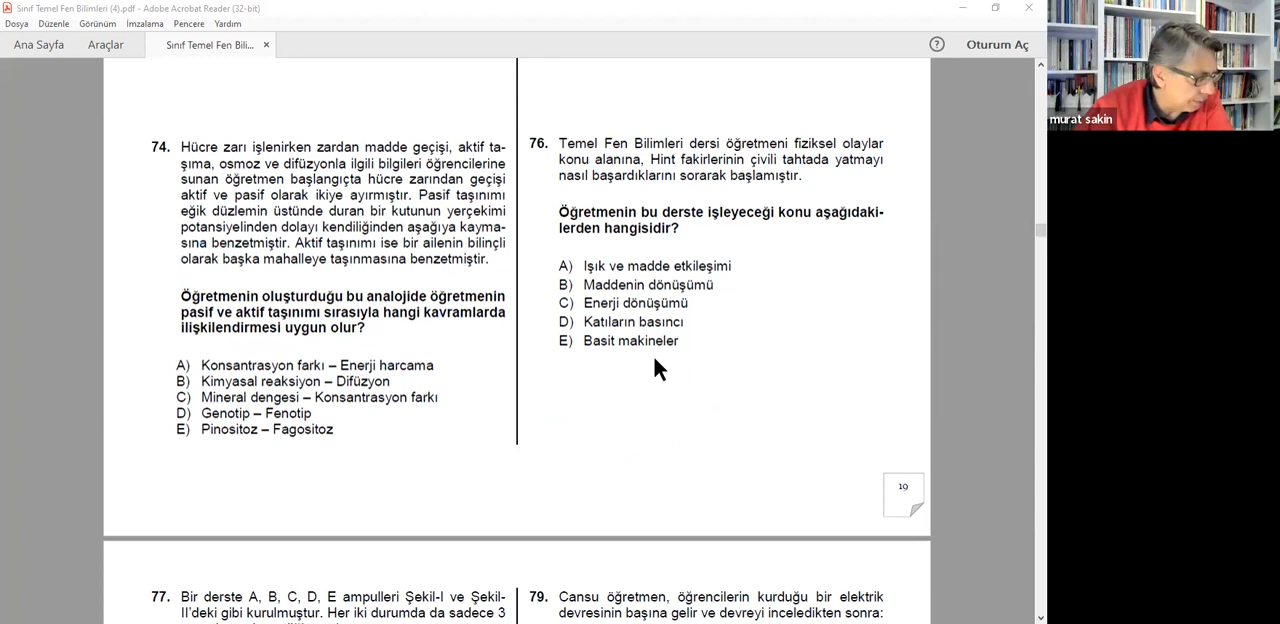 Sınıf Temel Fen Bilimleri (4).pdf - Adobe Acrobat Reader (32-bit)
Dosya Düzenle Görünüm İmzalama Pencere Yardım
Ana Sayfa Araçlar Sınıf Temel Fen Bili... × ? Oturum Aç
murat sakin
74. Hücre zarı işlenirken zardan madde geçişi, aktif ta-
şıma, osmoz ve difüzyonla ilgili bilgileri öğrencilerine
sunan öğretmen başlangıçta hücre zarından geçişi
aktif ve pasif olarak ikiye ayırmıştır. Pasif taşınımı
eğik düzlemin üstünde duran bir kutunun yerçekimi
potansiyelinden dolayı kendiliğinden aşağıya kayma-
sına benzetmiştir. Aktif taşınımı ise bir ailenin bilinçli
olarak başka mahalleye taşınmasına benzetmiştir.
Öğretmenin oluşturduğu bu analojide öğretmenin
pasif ve aktif taşınımı sırasıyla hangi kavramlarda
ilişkilendirmesi uygun olur?
A) Konsantrasyon farkı – Enerji harcama
B) Kimyasal reaksiyon – Difüzyon
C) Mineral dengesi – Konsantrasyon farkı
D) Genotip – Fenotip
E) Pinositoz – Fagositoz
76. Temel Fen Bilimleri dersi öğretmeni fiziksel olaylar
konu alanına, Hint fakirlerinin çivili tahtada yatmayı
nasıl başardıklarını sorarak başlamıştır.
Öğretmenin bu derste işleyeceği konu aşağıdaki-
lerden hangisidir?
A) Işık ve madde etkileşimi
B) Maddenin dönüşümü
C) Enerji dönüşümü
D) Katıların basıncı
E) Basit makineler
19
77. Bir derste A, B, C, D, E ampulleri Şekil-I ve Şekil-
II'deki gibi kurulmuştur. Her iki durumda da sadece 3
79. Cansu öğretmen, öğrencilerin kurduğu bir elektrik
devresinin başına gelir ve devreyi inceledikten sonra: